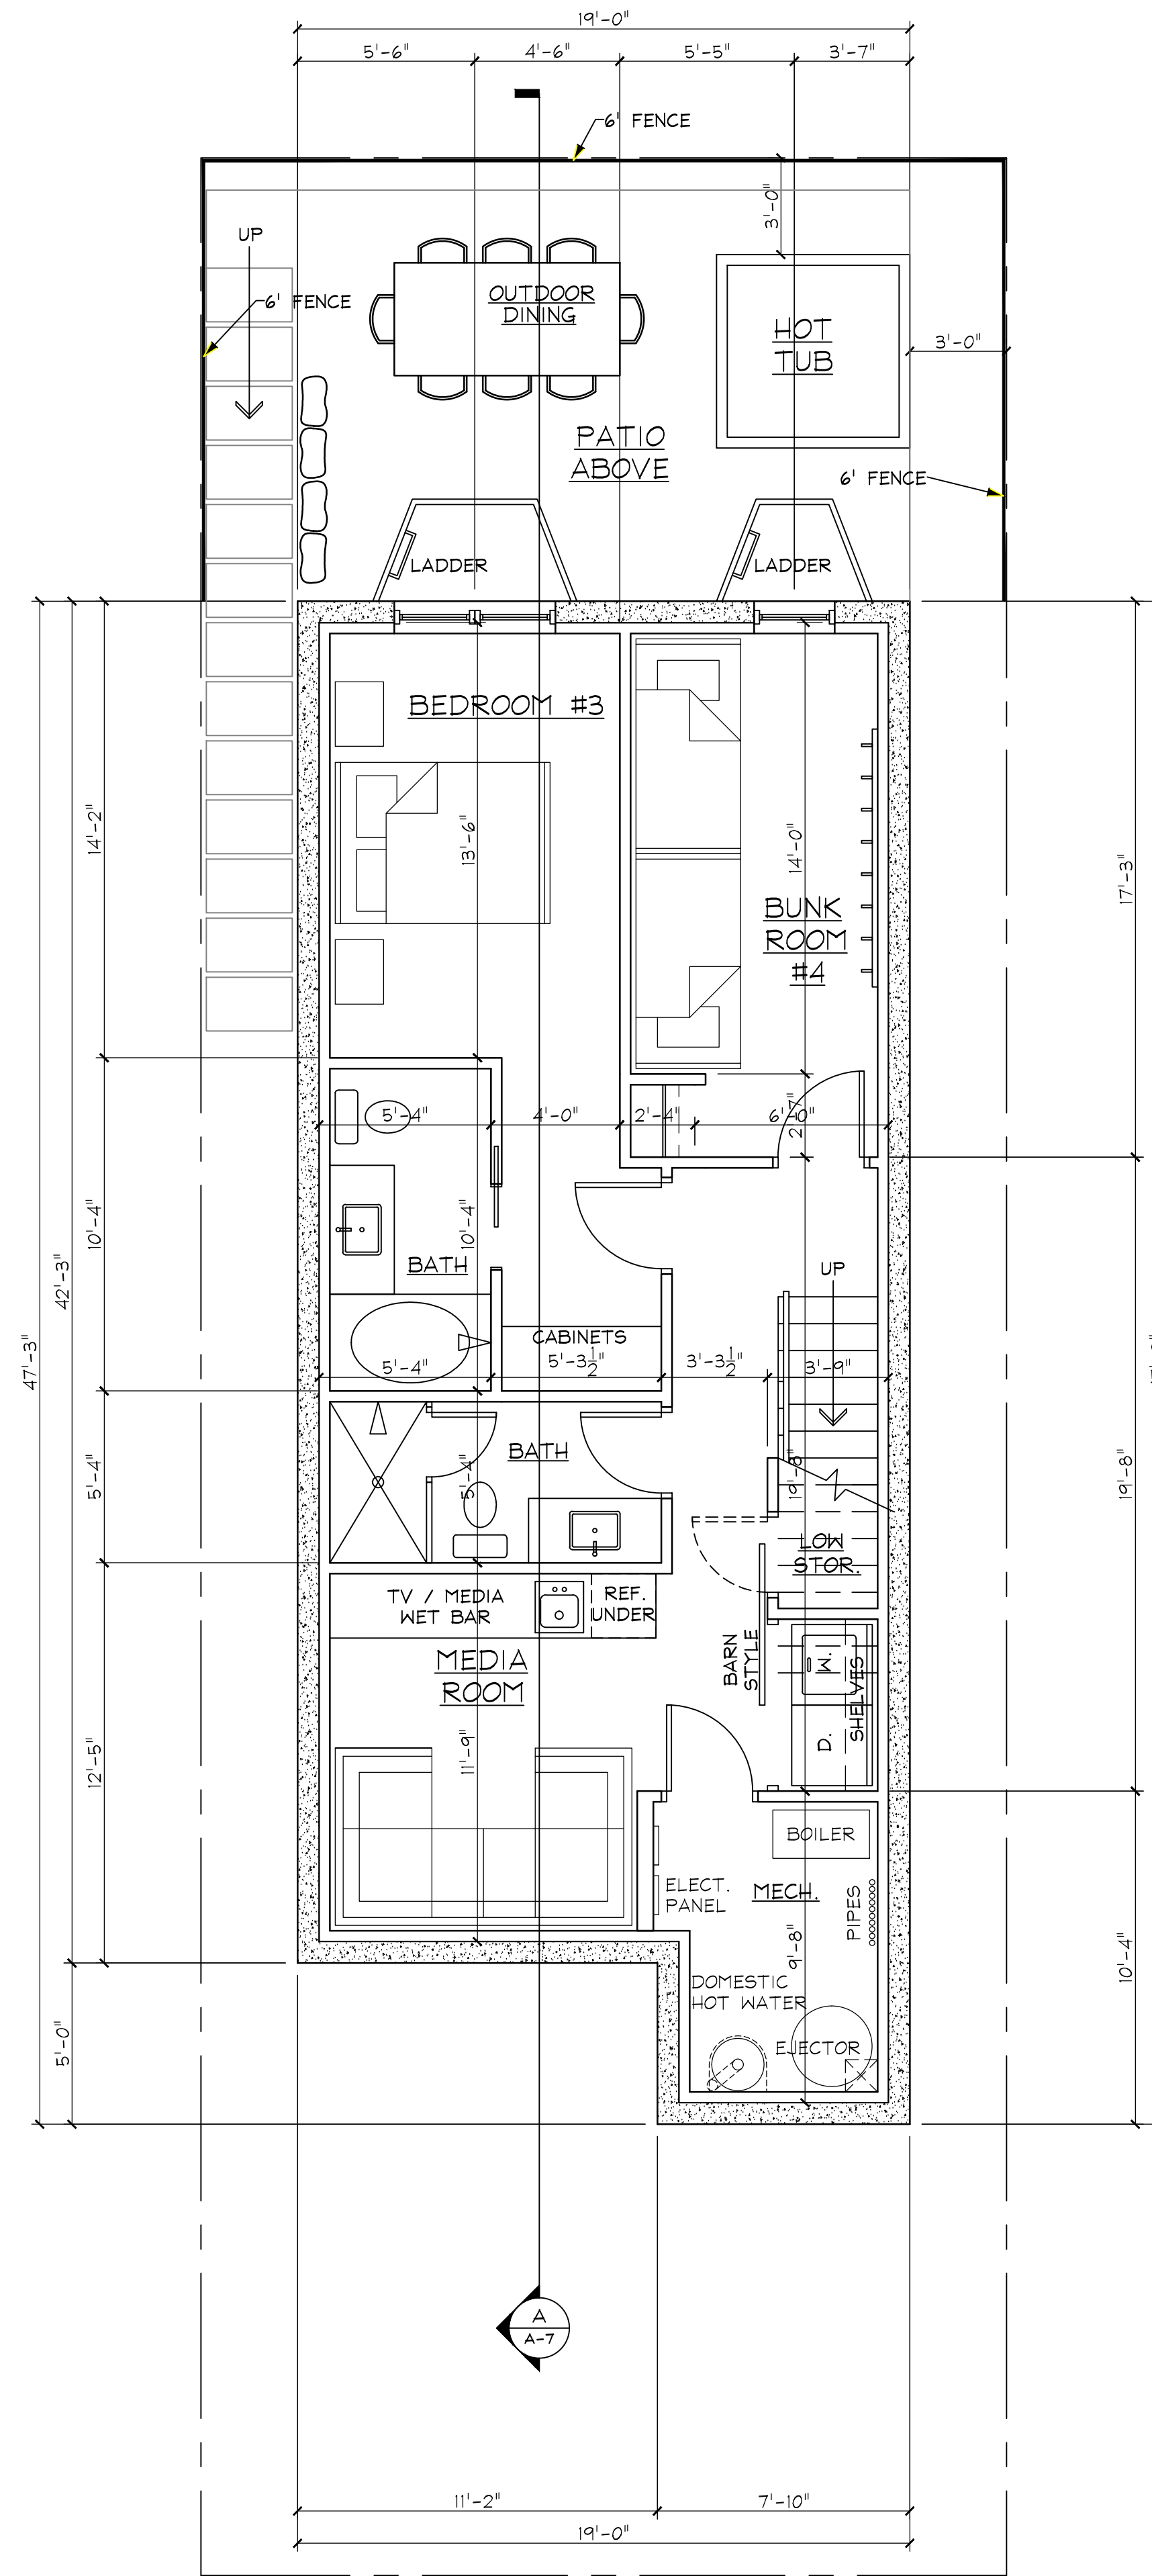 19'-0"
5'-6"
4'-6"
5'-5"
3'-7"
6' FENCE
3'-0"
UP
6' FENCE
OUTDOOR
DINING
HOT
TUB
3'-0"
PATIO
ABOVE
6' FENCE
LADDER
LADDER
BEDROOM #3
14'-2"
13'-6"
14'-0"
17'-3"
BUNK
ROOM
#4
5'-4"
4'-0"
2'-4"
6'-0"
2'-7"
10'-4"
10'-4"
BATH
UP
42'-3"
47'-3"
CABINETS
5'-4"
5'-3 1/2"
3'-3 1/2"
3'-9"
BATH
5'-4"
5'-4"
19'-8"
19'-8"
LOW
STOR.
TV / MEDIA
WET BAR
REF.
UNDER
MEDIA
ROOM
BARN
STYLE
W.
SHELVES
D.
12'-5"
11'-9"
BOILER
ELECT.
PANEL
MECH.
PIPES
9'-8"
10'-4"
DOMESTIC
HOT WATER
EJECTOR
5'-0"
A
A-7
11'-2"
7'-10"
19'-0"